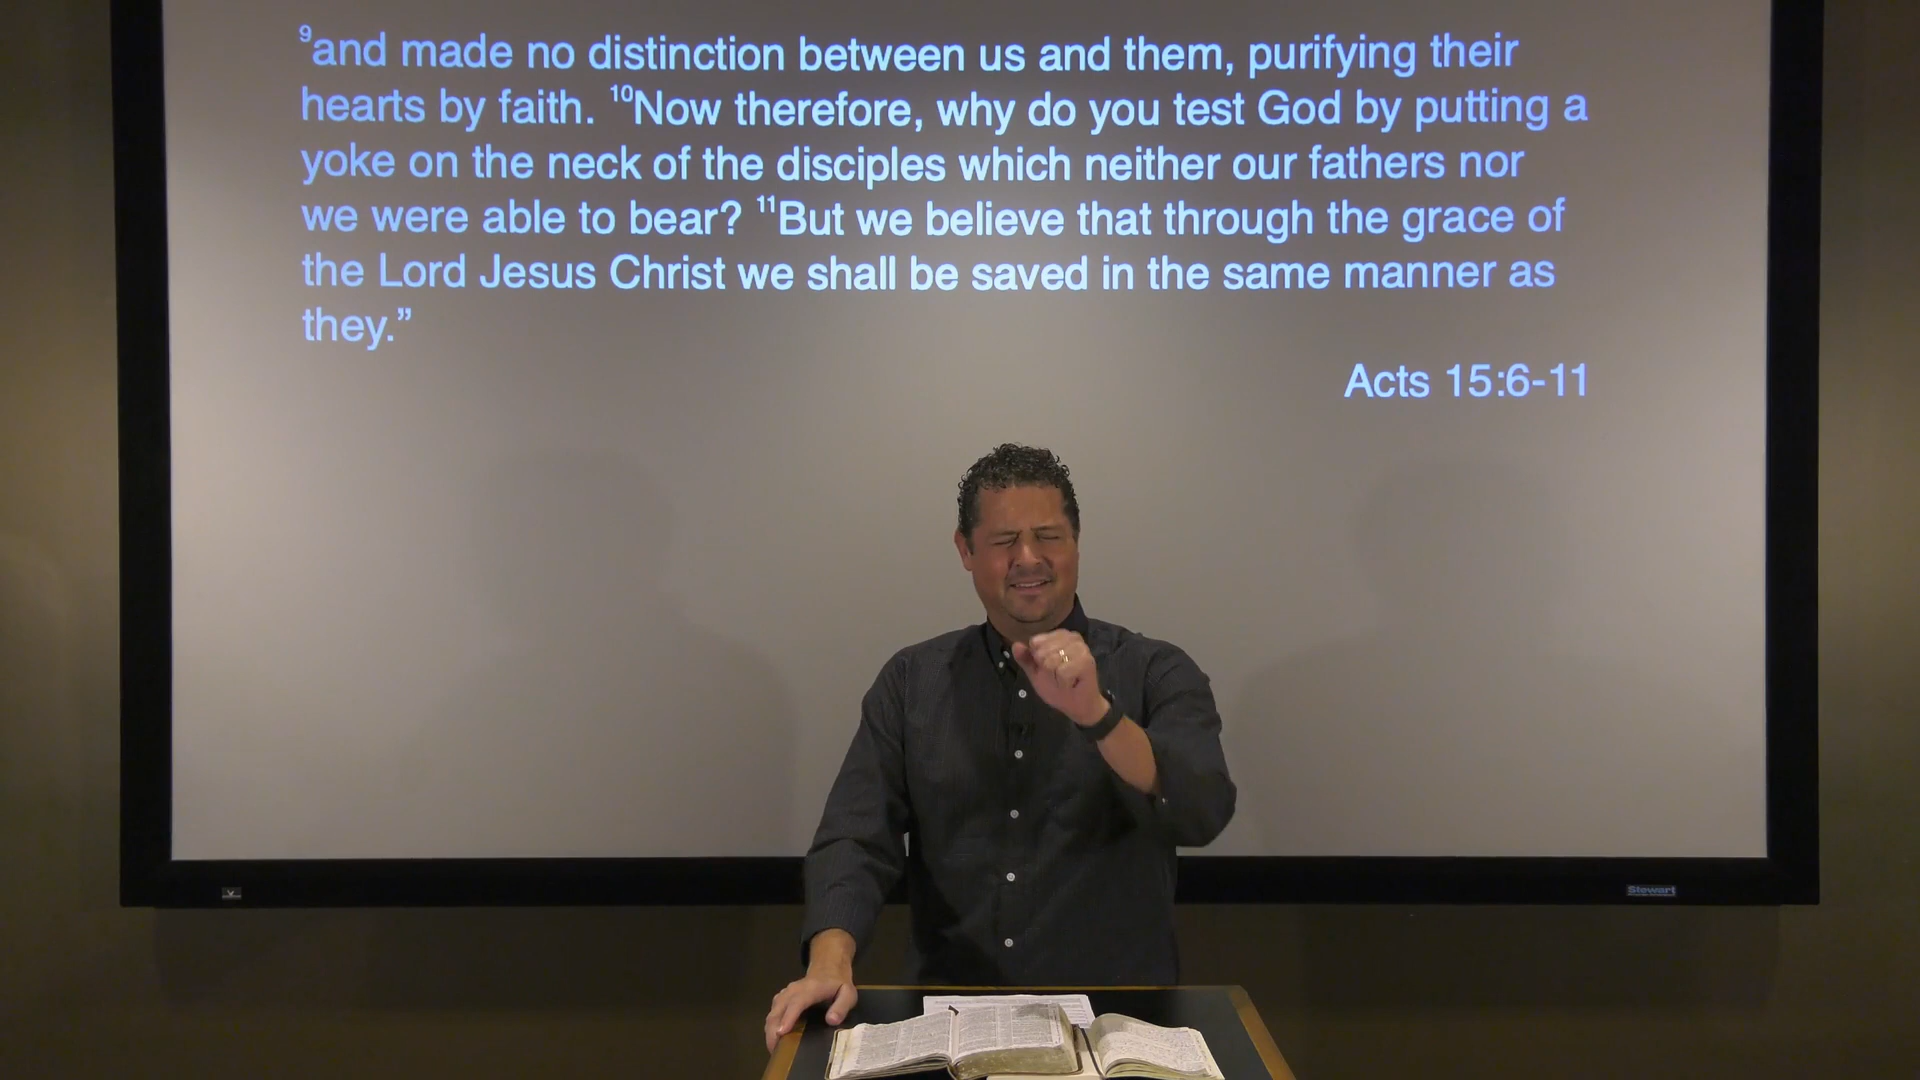 ⁹and made no distinction between us and them, purifying their
hearts by faith. ¹⁰Now therefore, why do you test God by putting a
yoke on the neck of the disciples which neither our fathers nor
we were able to bear? ¹¹But we believe that through the grace of
the Lord Jesus Christ we shall be saved in the same manner as
they.”
Acts 15:6-11
Stewart